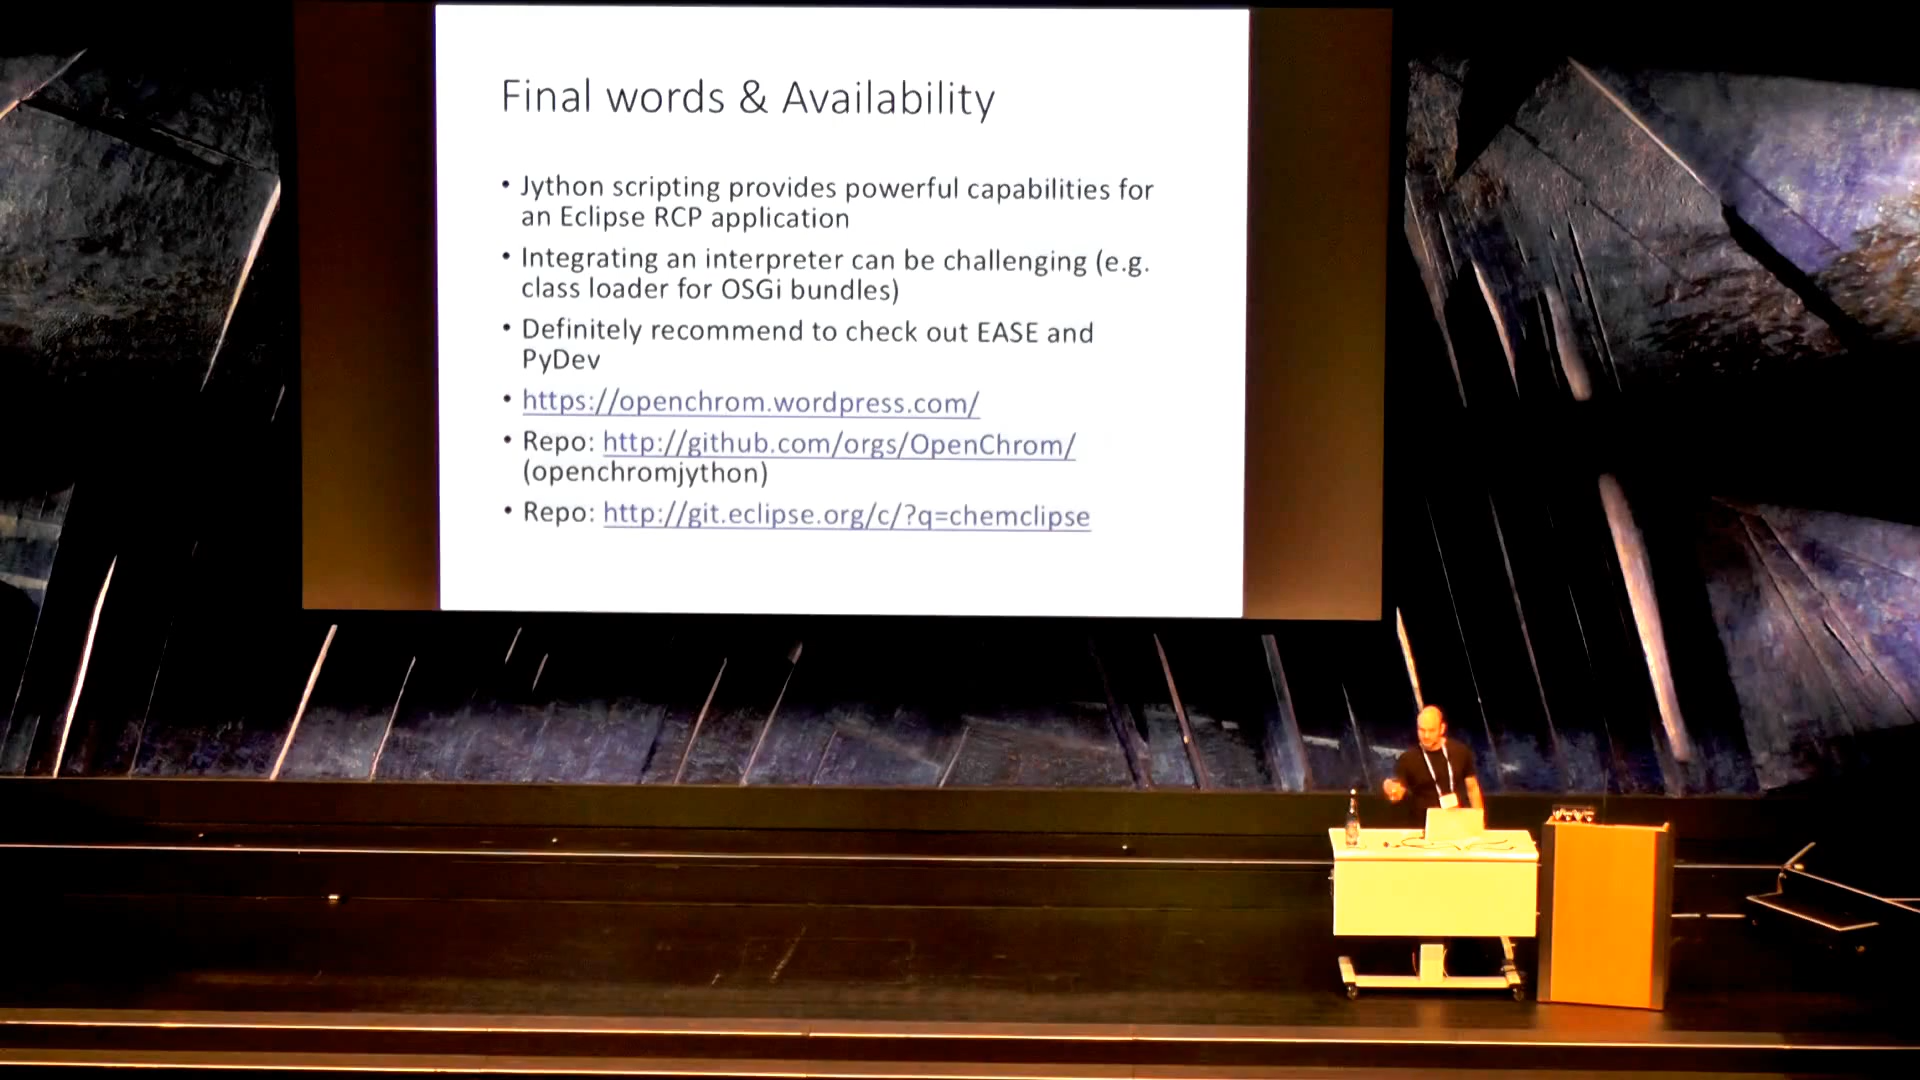 Final words & Availability
• Jython scripting provides powerful capabilities for
an Eclipse RCP application
• Integrating an interpreter can be challenging (e.g.
class loader for OSGi bundles)
• Definitely recommend to check out EASE and
PyDev
• https://openchrom.wordpress.com/
• Repo: http://github.com/orgs/OpenChrom/
(openchromjython)
• Repo: http://git.eclipse.org/c/?q=chemclipse